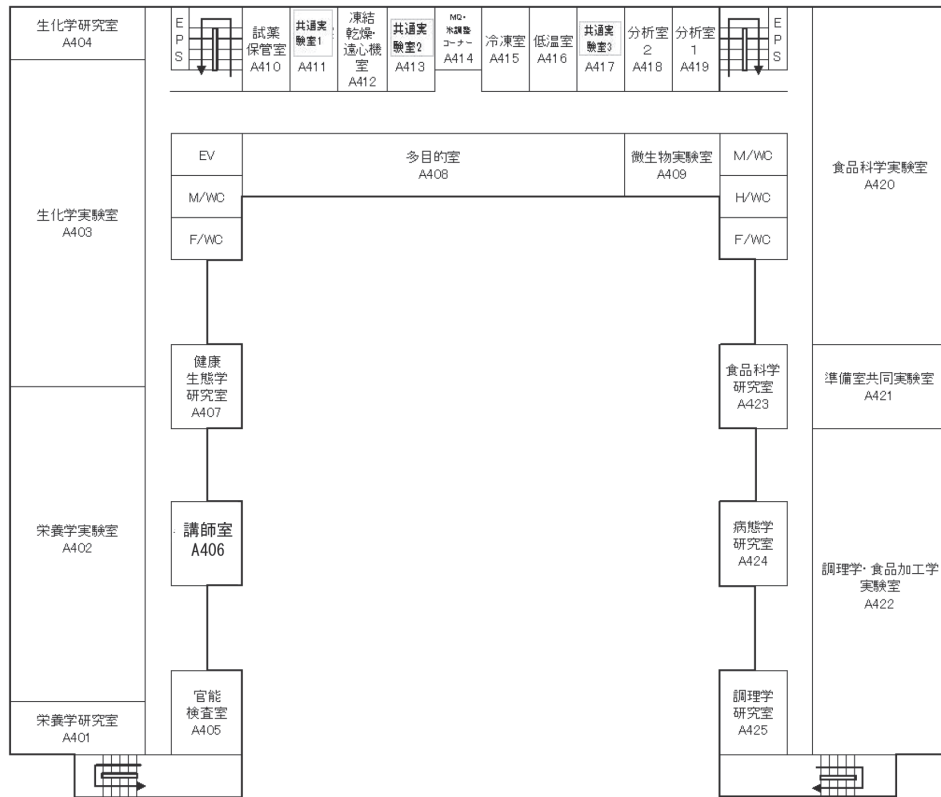 生化学研究室
A404
E
P
S
試薬
保管室
A410
共通実
験室1
A411
凍結
乾燥・
遠心機
室
A412
共通実
験室2
A413
MQ・
氷調整
コーナー
A414
冷凍室
A415
低温室
A416
共通実
験室3
A417
分析室
2
A418
分析室
1
A419
E
P
S
EV
多目的室
A408
微生物実験室
A409
M/WC
食品科学実験室
A420
M/WC
H/WC
生化学実験室
A403
F/WC
F/WC
健康
生態学
研究室
A407
食品科学
研究室
A423
準備室共同実験室
A421
栄養学実験室
A402
講師室
A406
病態学
研究室
A424
調理学・食品加工学
実験室
A422
栄養学研究室
A401
官能
検査室
A405
調理学
研究室
A425